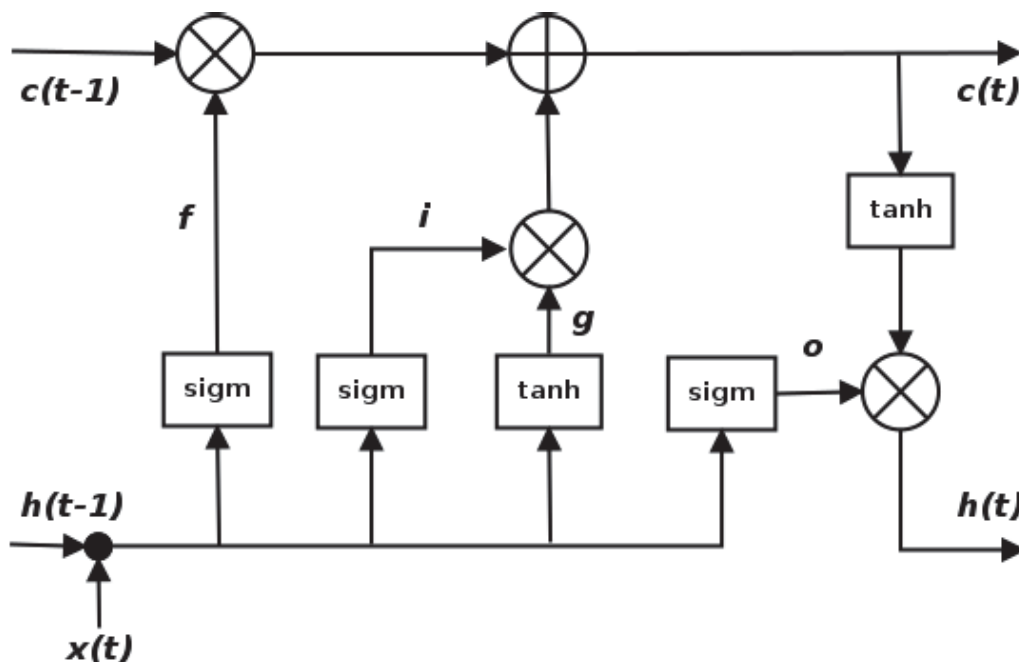 c(t-1)
c(t)
tanh
f
i
g
o
sigm
sigm
tanh
sigm
h(t-1)
h(t)
x(t)